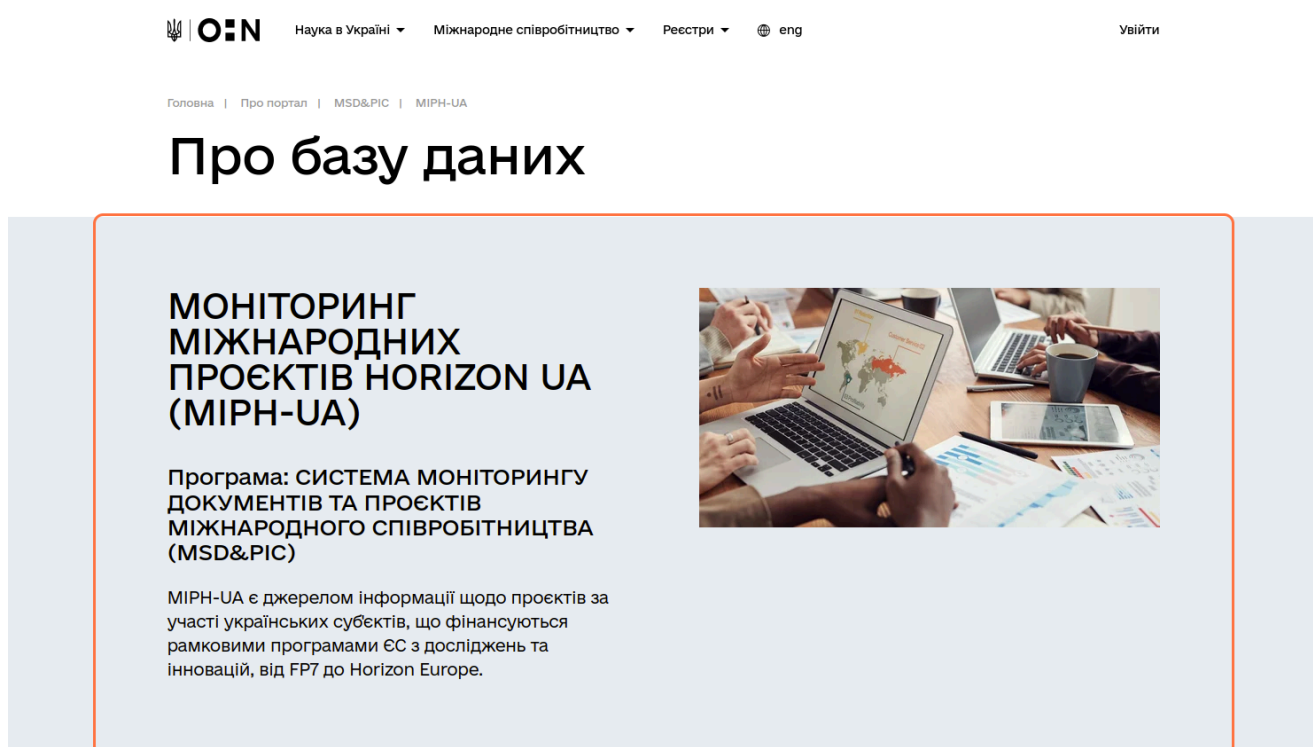 О:Н
Наука в Україні
Міжнародне співробітництво
Реєстри
eng
Увійти
Головна | Про портал | MSD&PIC | MIPH-UA
Про базу даних
МОНІТОРИНГ
МІЖНАРОДНИХ
ПРОЄКТІВ HORIZON UA
(MIPH-UA)
Програма: СИСТЕМА МОНІТОРИНГУ
ДОКУМЕНТІВ ТА ПРОЄКТІВ
МІЖНАРОДНОГО СПІВРОБІТНИЦТВА
(MSD&PIC)
MIPH-UA є джерелом інформації щодо проєктів за
участі українських суб'єктів, що фінансуються
рамковими програмами ЄС з досліджень та
інновацій, від FP7 до Horizon Europe.